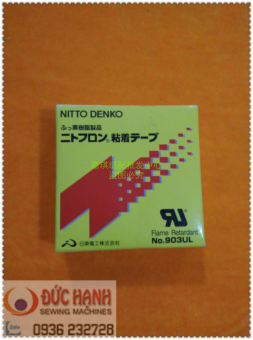 NITTO DENKO
ふっ素樹脂製品
ニトフロン® 粘着テープ
Flame Retardant
No.903UL
日東電工株式会社
ĐỨC HẠNH
SEWING MACHINES
0936 232728